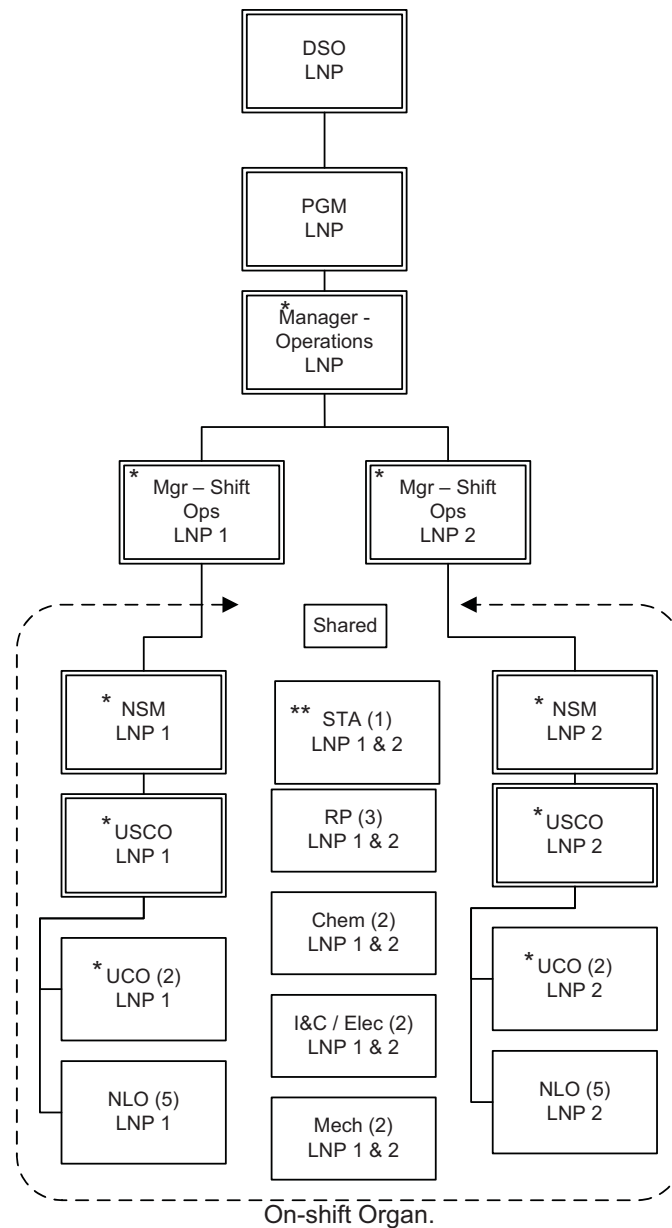 DSO
LNP
PGM
LNP
*
Manager -
Operations
LNP
* Mgr – Shift
Ops
LNP 1
* Mgr – Shift
Ops
LNP 2
Shared
* NSM
LNP 1
* USCO
LNP 1
* UCO (2)
LNP 1
NLO (5)
LNP 1
** STA (1)
LNP 1 & 2
RP (3)
LNP 1 & 2
Chem (2)
LNP 1 & 2
I&C / Elec (2)
LNP 1 & 2
Mech (2)
LNP 1 & 2
* NSM
LNP 2
* USCO
LNP 2
* UCO (2)
LNP 2
NLO (5)
LNP 2
On-shift Organ.